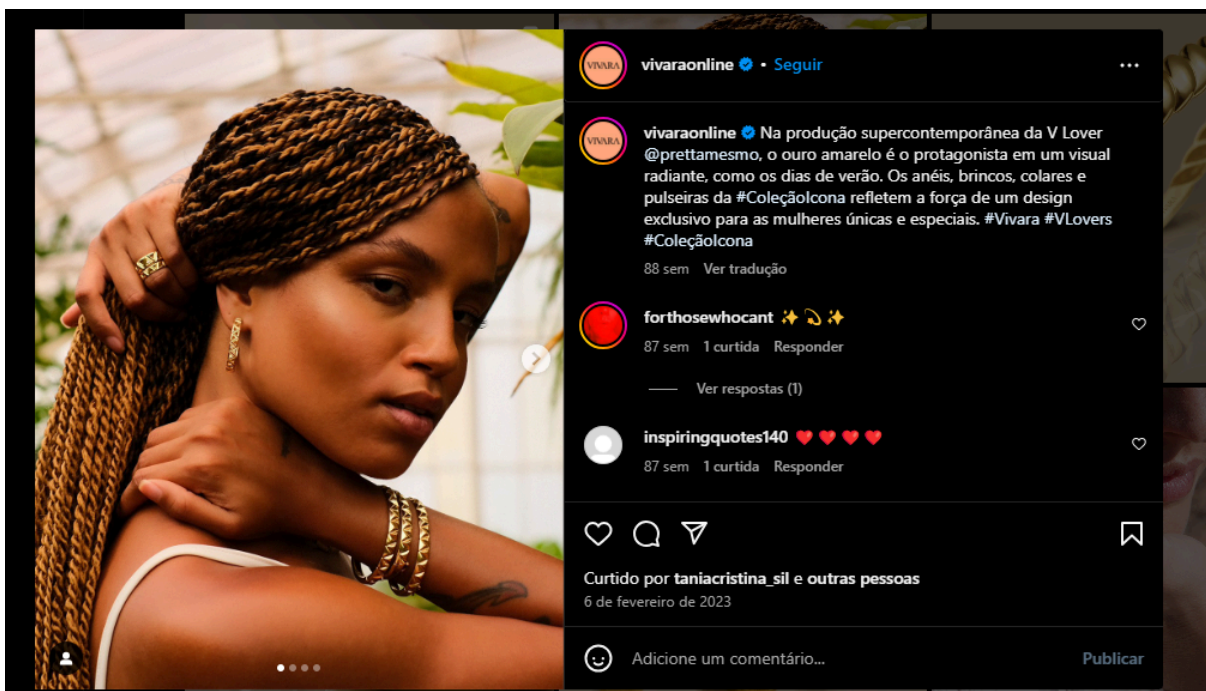 VIVARA
vivaraonline • Seguir
VIVARA
vivaraonline Na produção supercontemporânea da V Lover
@prettamesmo, o ouro amarelo é o protagonista em um visual
radiante, como os dias de verão. Os anéis, brincos, colares e
pulseiras da #ColeçãoIcona refletem a força de um design
exclusivo para as mulheres únicas e especiais. #Vivara #VLovers
#ColeçãoIcona
88 sem Ver tradução
forthosewhocant ✨💫✨
87 sem 1 curtida Responder
Ver respostas (1)
inspiringquotes140 ❤️❤️❤️❤️
87 sem 1 curtida Responder
Curtido por taniacristina_sil e outras pessoas
6 de fevereiro de 2023
Adicione um comentário... Publicar